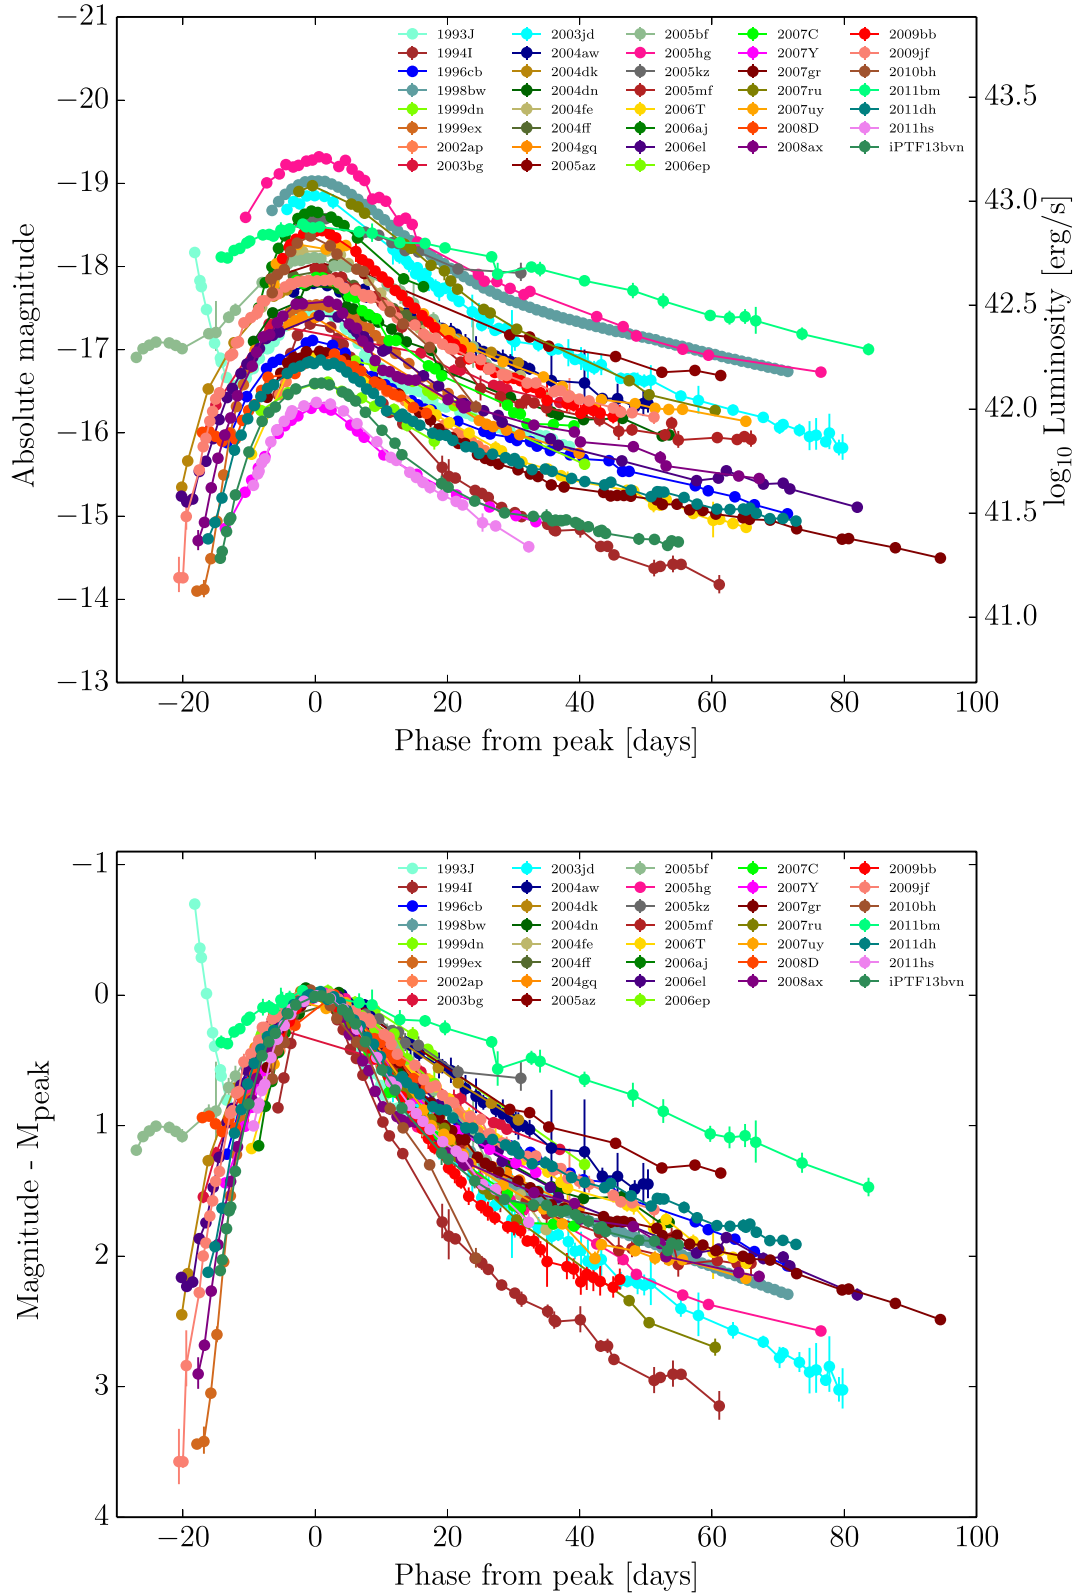 −21
−20
−19
−18
−17
−16
−15
−14
−13
Absolute magnitude
1993J
1994I
1996cb
1998bw
1999dn
1999ex
2002ap
2003bg
2003jd
2004aw
2004dk
2004dn
2004fe
2004ff
2004gq
2005az
2005bf
2005hg
2005kz
2005mf
2006T
2006aj
2006el
2006ep
2007C
2007Y
2007gr
2007ru
2007uy
2008D
2008ax
2009bb
2009jf
2010bh
2011bm
2011dh
2011hs
iPTF13bvn
43.5
43.0
42.5
42.0
41.5
41.0
log10 Luminosity [erg/s]
−20 0 20 40 60 80 100
Phase from peak [days]
−1
0
1
2
3
4
Magnitude - Mpeak
1993J
1994I
1996cb
1998bw
1999dn
1999ex
2002ap
2003bg
2003jd
2004aw
2004dk
2004dn
2004fe
2004ff
2004gq
2005az
2005bf
2005hg
2005kz
2005mf
2006T
2006aj
2006el
2006ep
2007C
2007Y
2007gr
2007ru
2007uy
2008D
2008ax
2009bb
2009jf
2010bh
2011bm
2011dh
2011hs
iPTF13bvn
−20 0 20 40 60 80 100
Phase from peak [days]